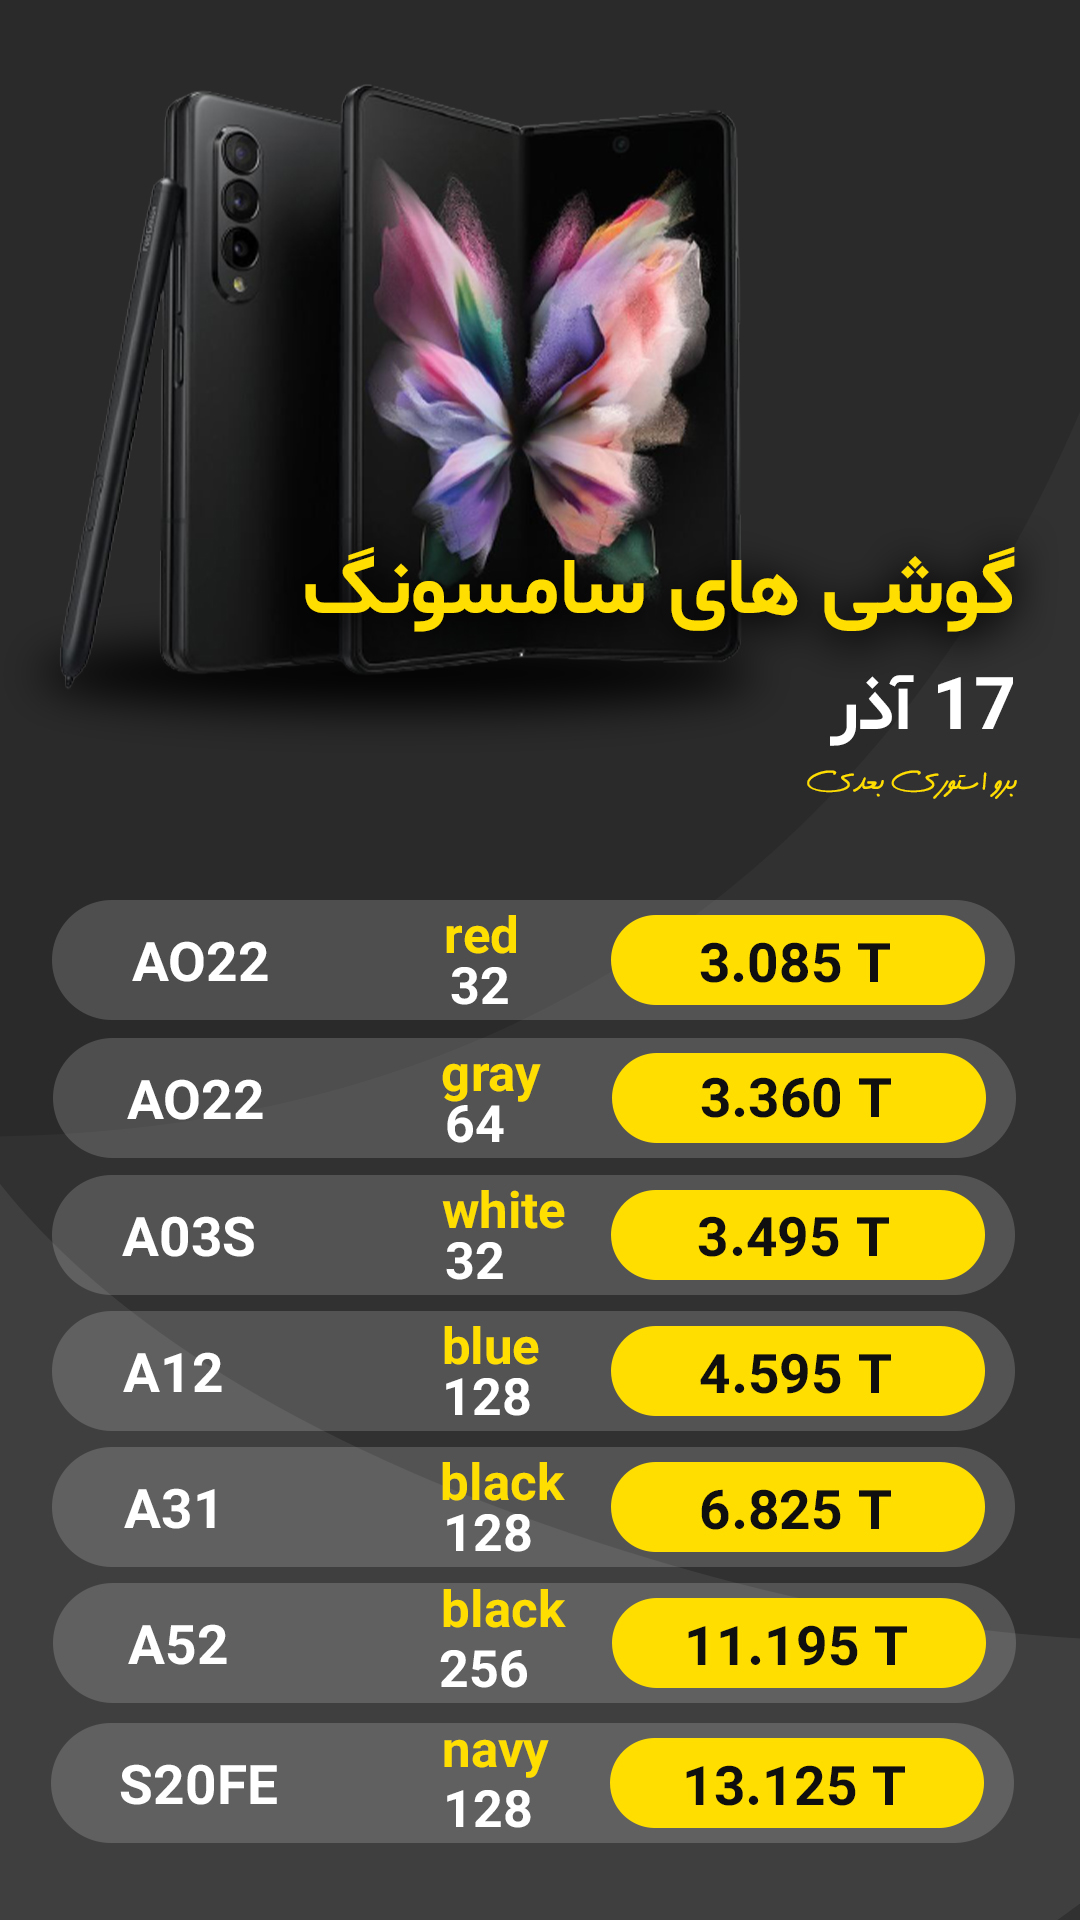 گوشی های سامسونگ
17 آذر
برو استوری بعدی
AO22 red 32 3.085 T
AO22 gray 64 3.360 T
A03S white 32 3.495 T
A12 blue 128 4.595 T
A31 black 128 6.825 T
A52 black 256 11.195 T
S20FE navy 128 13.125 T